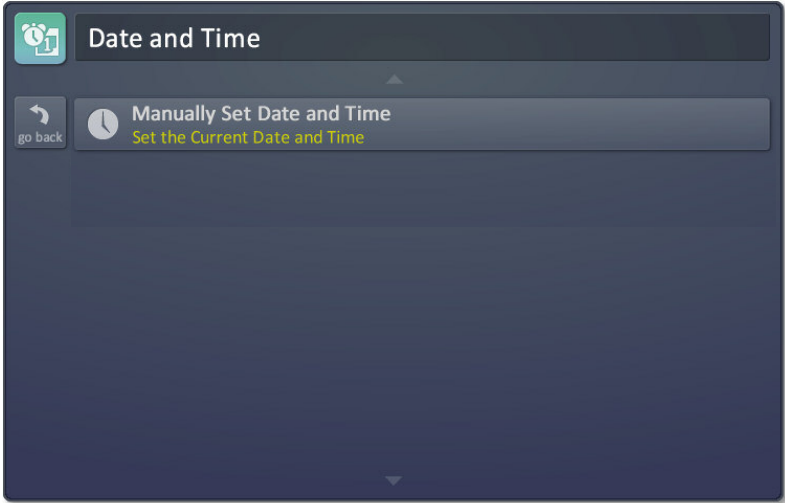 Date and Time
Manually Set Date and Time
go back
Set the Current Date and Time